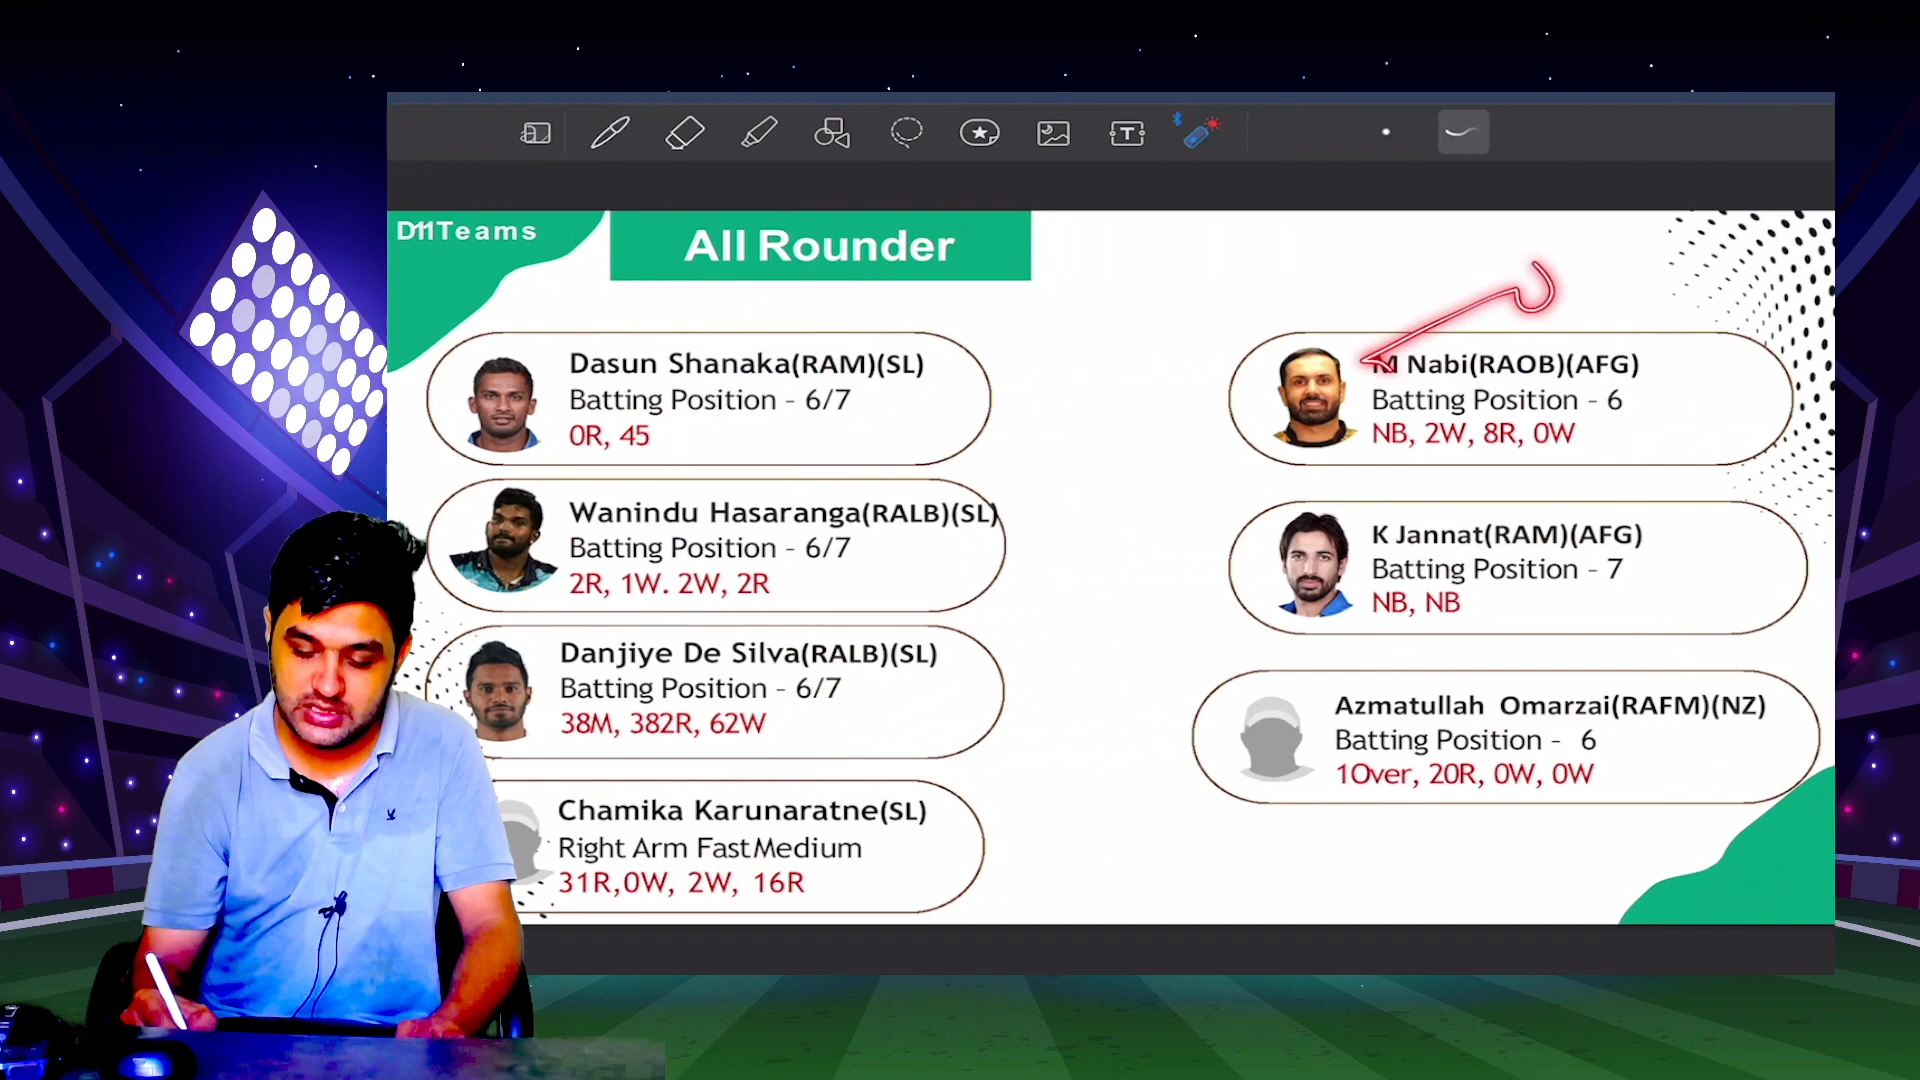 D11Teams
All Rounder
Dasun Shanaka(RAM)(SL)
Batting Position - 6/7
0R, 45
Wanindu Hasaranga(RALB)(SL)
Batting Position - 6/7
2R, 1W. 2W, 2R
Danjiye De Silva(RALB)(SL)
Batting Position - 6/7
38M, 382R, 62W
Chamika Karunaratne(SL)
Right Arm FastMedium
31R,0W, 2W, 16R
M Nabi(RAOB)(AFG)
Batting Position - 6
NB, 2W, 8R, 0W
K Jannat(RAM)(AFG)
Batting Position - 7
NB, NB
Azmatullah Omarzai(RAFM)(NZ)
Batting Position - 6
1Over, 20R, 0W, 0W